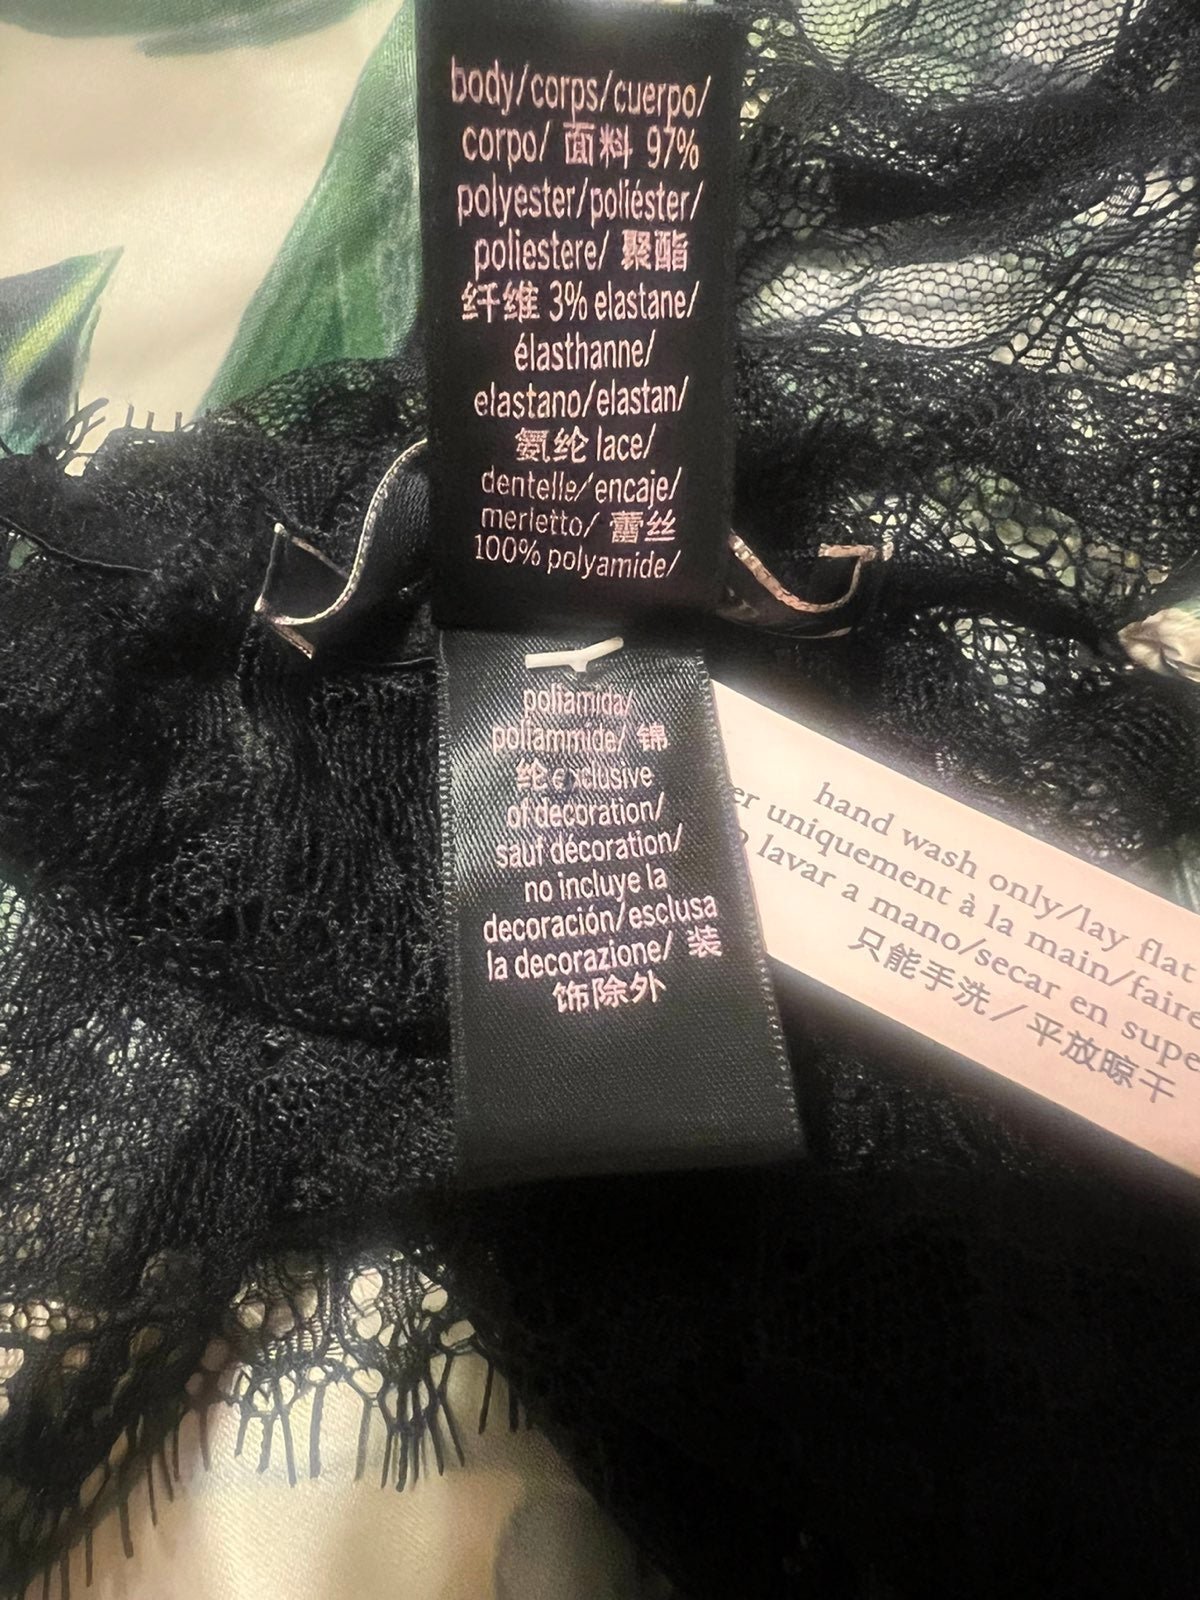 body/corps/cuerpo/
corpo/ 面料 97%
polyester/poliéster/
poliestere/ 聚酯
纤维 3% elastane/
élasthanne/
elastano/elastan/
氨纶 lace/
dentelle/encaje/
merletto/ 蕾丝
100% polyamide/
poliamida/
poliammide/ 锦
纶 exclusive
of decoration/
sauf décoration/
no incluye la
decoración/esclusa
la decorazione/ 装
饰除外
hand wash only/lay flat
er uniquement à la main/faire
lavar a mano/secar en supe
只能手洗／平放晾干